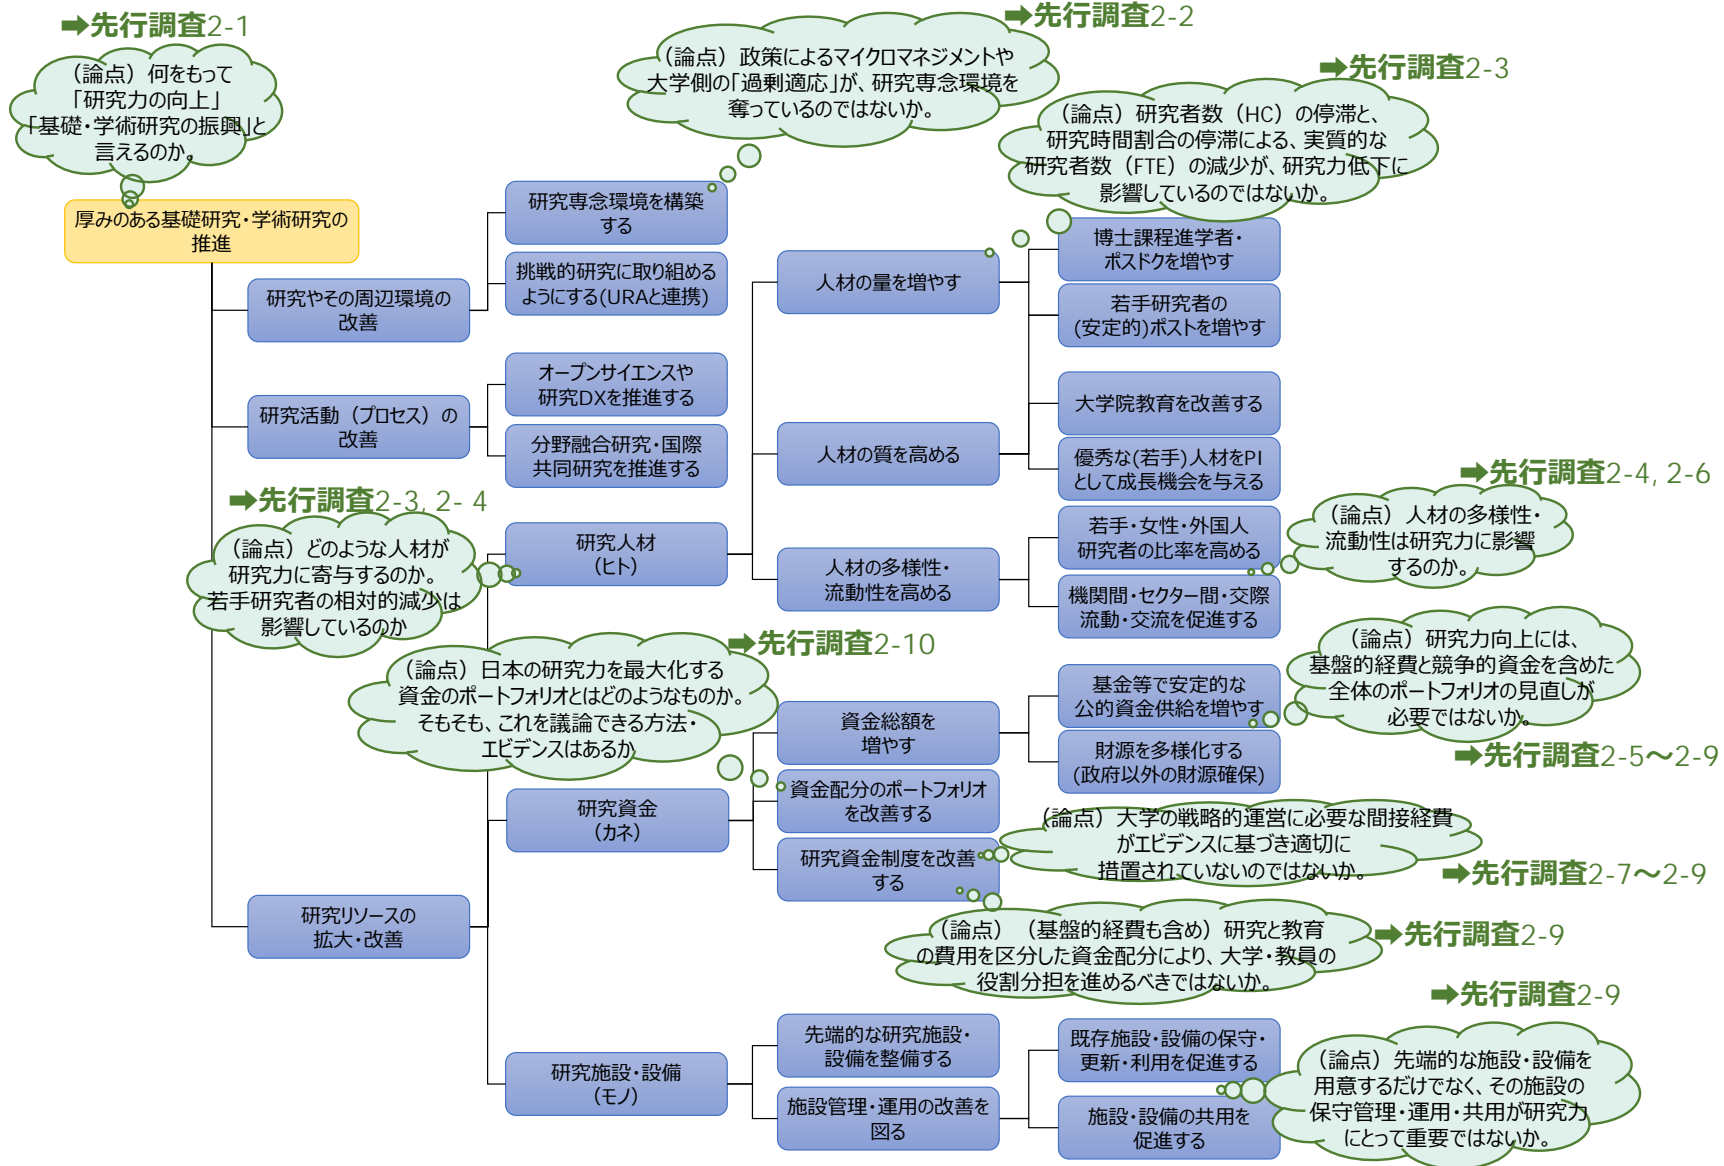 ➡先行調査2-1
（論点）何をもって
「研究力の向上」
「基礎・学術研究の振興」と
言えるのか。
➡先行調査2-2
（論点）政策によるマイクロマネジメントや
大学側の「過剰適応」が、研究専念環境を
奪っているのではないか。
➡先行調査2-3
（論点）研究者数（HC）の停滞と、
研究時間割合の停滞による、実質的な
研究者数（FTE）の減少が、研究力低下に
影響しているのではないか。
厚みのある基礎研究・学術研究の
推進
研究やその周辺環境の
改善
研究専念環境を構築
する
挑戦的研究に取り組める
ようにする(URAと連携)
研究活動（プロセス）の
改善
オープンサイエンスや
研究DXを推進する
分野融合研究・国際
共同研究を推進する
➡先行調査2-3, 2- 4
（論点）どのような人材が
研究力に寄与するのか。
若手研究者の相対的減少は
影響しているのか
研究人材
（ヒト）
人材の量を増やす
博士課程進学者・
ポスドクを増やす
若手研究者の
(安定的)ポストを増やす
人材の質を高める
大学院教育を改善する
優秀な(若手)人材をPI
として成長機会を与える
人材の多様性・
流動性を高める
若手・女性・外国人
研究者の比率を高める
機関間・セクター間・交際
流動・交流を促進する
➡先行調査2-4, 2-6
（論点）人材の多様性・
流動性は研究力に影響
するのか。
➡先行調査2-10
（論点）日本の研究力を最大化する
資金のポートフォリオとはどのようなものか。
そもそも、これを議論できる方法・
エビデンスはあるか
研究リソースの
拡大・改善
研究資金
（カネ）
資金総額を
増やす
基金等で安定的な
公的資金供給を増やす
財源を多様化する
(政府以外の財源確保)
（論点）研究力向上には、
基盤的経費と競争的資金を含めた
全体のポートフォリオの見直しが
必要ではないか。
➡先行調査2-5～2-9
資金配分のポートフォリオ
を改善する
研究資金制度を改善
する
（論点）大学の戦略的運営に必要な間接経費
がエビデンスに基づき適切に
措置されていないのではないか。
➡先行調査2-7～2-9
（論点）（基盤的経費も含め）研究と教育
の費用を区分した資金配分により、大学・教員の
役割分担を進めるべきではないか。
➡先行調査2-9
研究施設・設備
（モノ）
先端的な研究施設・
設備を整備する
施設管理・運用の改善を
図る
既存施設・設備の保守・
更新・利用を促進する
施設・設備の共用を
促進する
➡先行調査2-9
（論点）先端的な施設・設備を
用意するだけでなく、その施設の
保守管理・運用・共用が研究力
にとって重要ではないか。